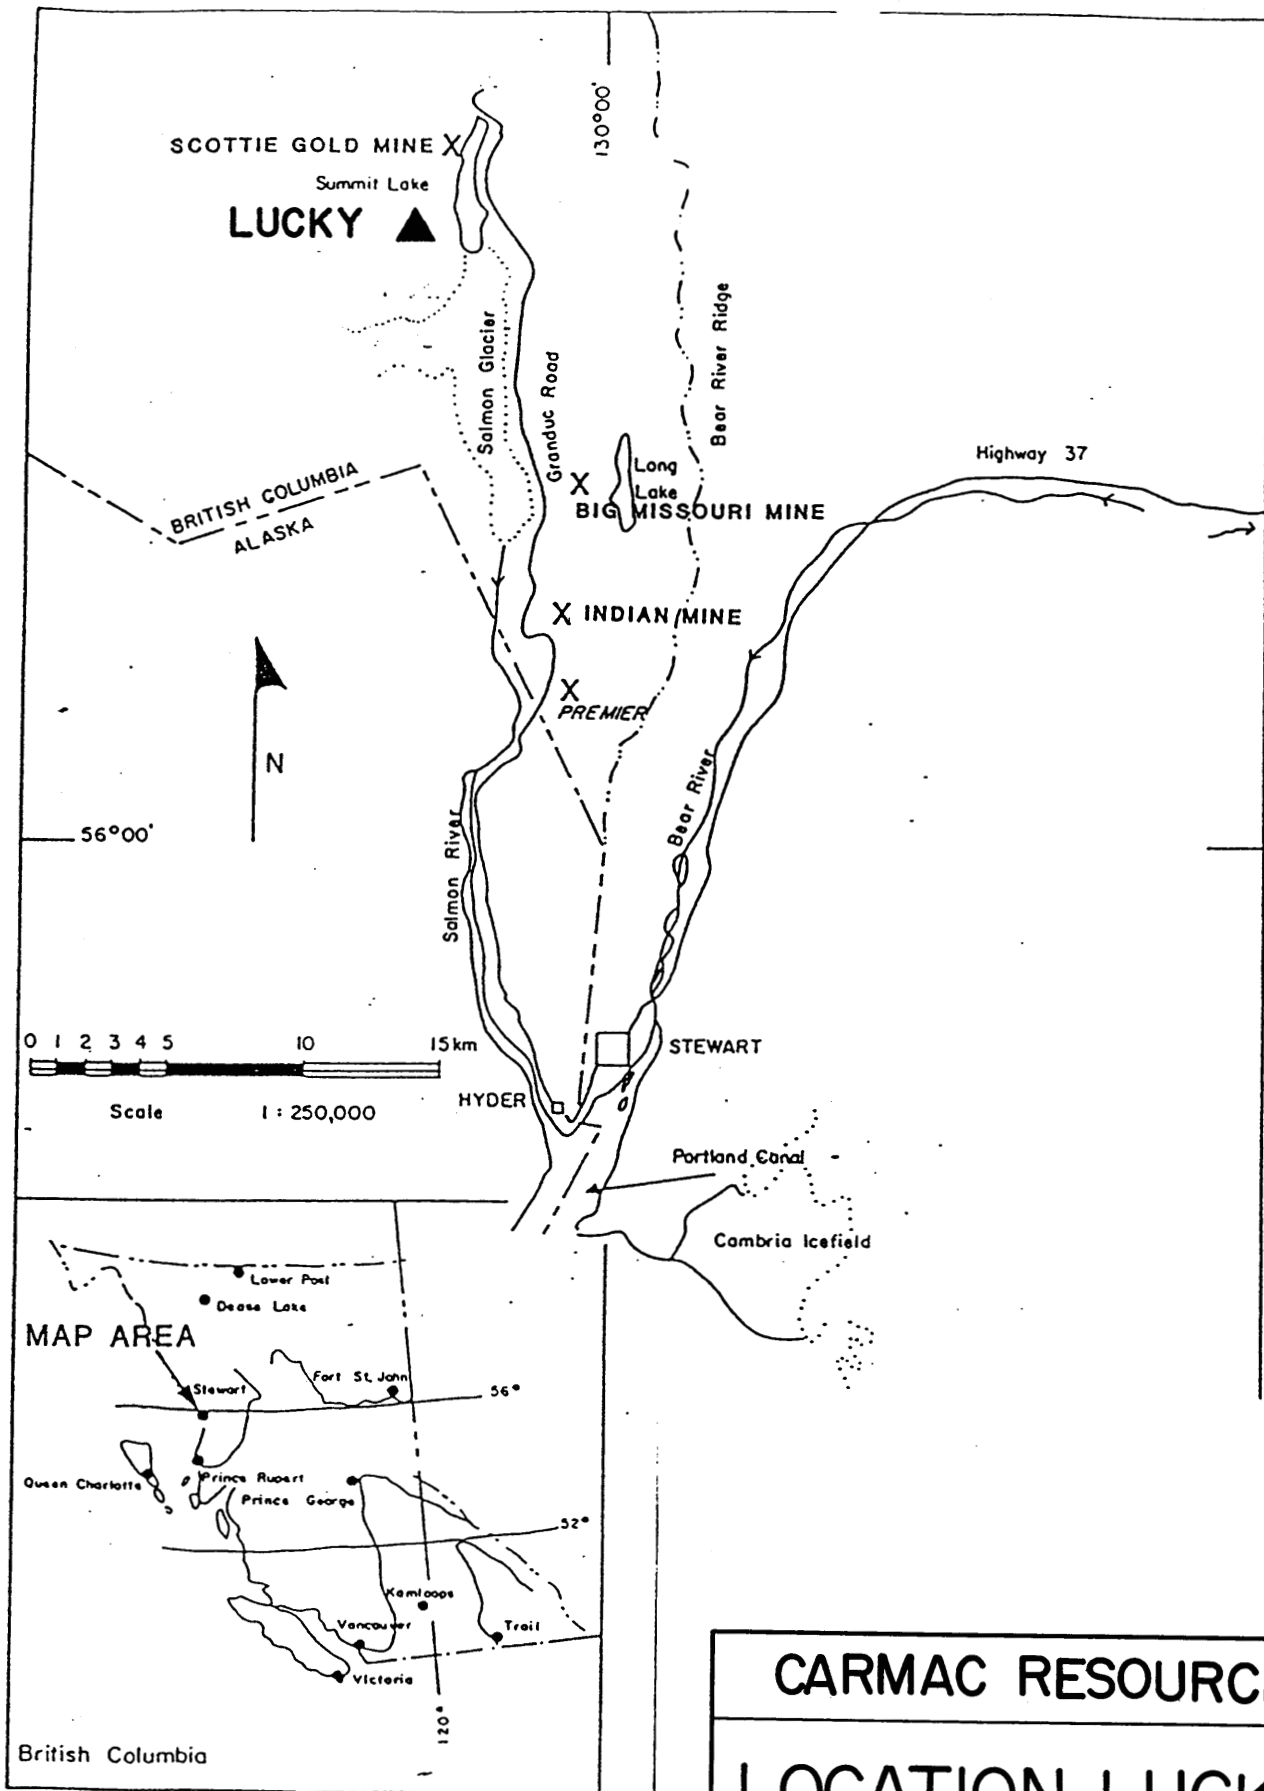 130°00'
SCOTTIE GOLD MINE X
Summit Lake
LUCKY
Salmon Glacier
Granduc Road
Bear River Ridge
Highway 37
Long
Lake
X
BIG MISSOURI MINE
BRITISH COLUMBIA
ALASKA
X INDIAN MINE
X
PREMIER
N
56°00'
Salmon River
Bear River
0 1 2 3 4 5 10 15 km
Scale 1 : 250,000
STEWART
HYDER
Portland Canal
Cambria Icefield
Lower Post
Dease Lake
MAP AREA
Stewart
Fort St. John
56°
Queen Charlotte
Prince Rupert
Prince George
52°
Kamloops
Vancouver
Trail
Victoria
120°
British Columbia
CARMAC RESOURC
LOCATION LUCK